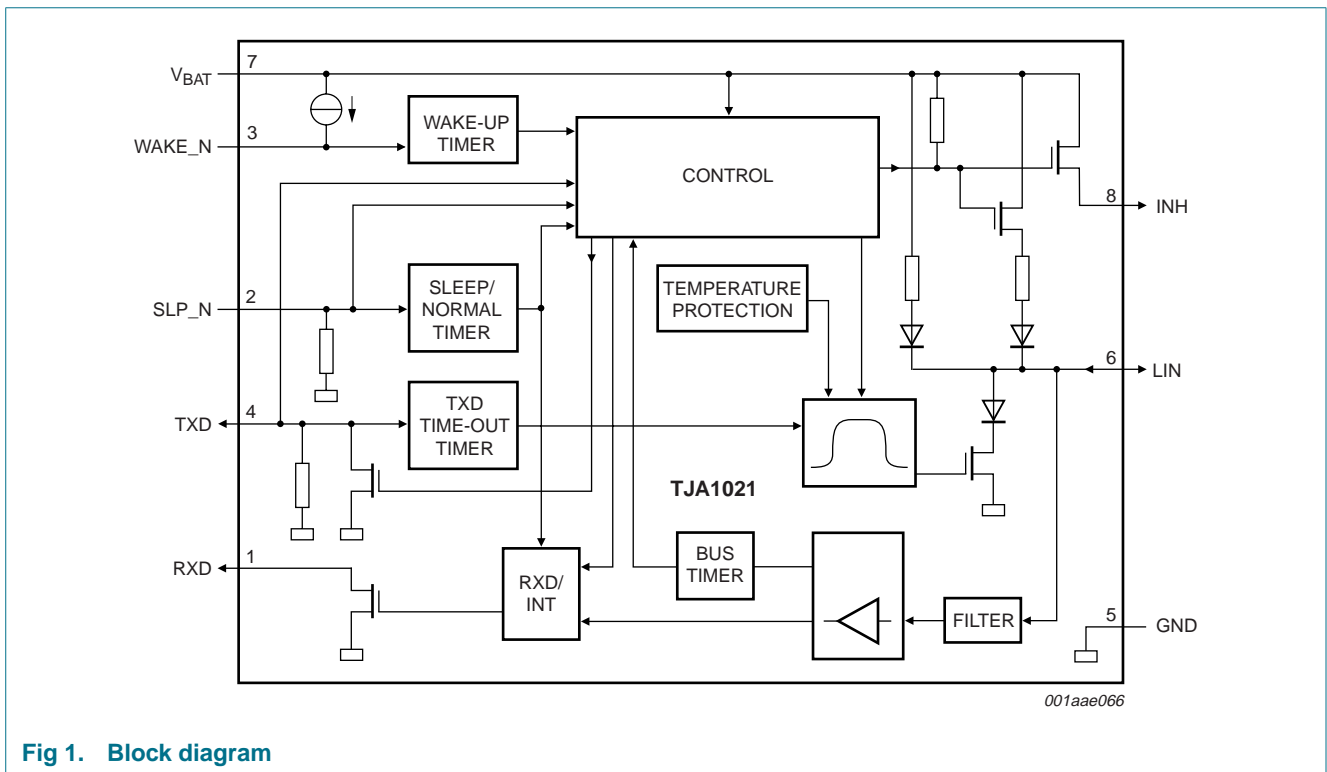 7
VBAT
3
WAKE_N
WAKE-UP
TIMER
CONTROL
8
INH
2
SLP_N
SLEEP/
NORMAL
TIMER
TEMPERATURE
PROTECTION
6
LIN
4
TXD
TXD
TIME-OUT
TIMER
TJA1021
1
RXD
RXD/
INT
BUS
TIMER
FILTER
5
GND
001aae066
Fig 1. Block diagram